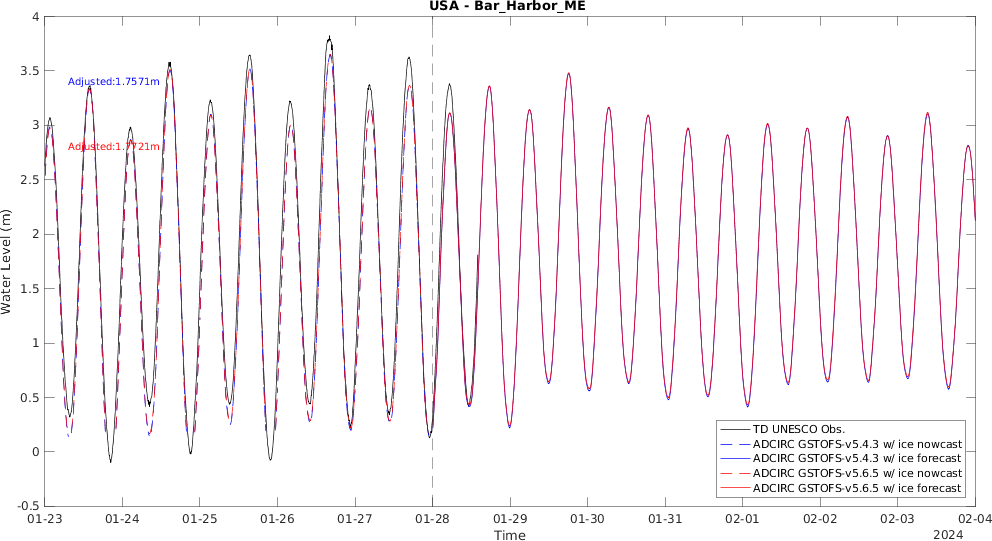 USA - Bar_Harbor_ME
Water Level (m)
4
3.5
3
2.5
2
1.5
1
0.5
0
-0.5
Adjusted:1.7571m
Adjusted:1.7721m
TD UNESCO Obs.
ADCIRC GSTOFS-v5.4.3 w/ ice nowcast
ADCIRC GSTOFS-v5.4.3 w/ ice forecast
ADCIRC GSTOFS-v5.6.5 w/ ice nowcast
ADCIRC GSTOFS-v5.6.5 w/ ice forecast
01-23 01-24 01-25 01-26 01-27 01-28 01-29 01-30 01-31 02-01 02-02 02-03 02-04
Time
2024